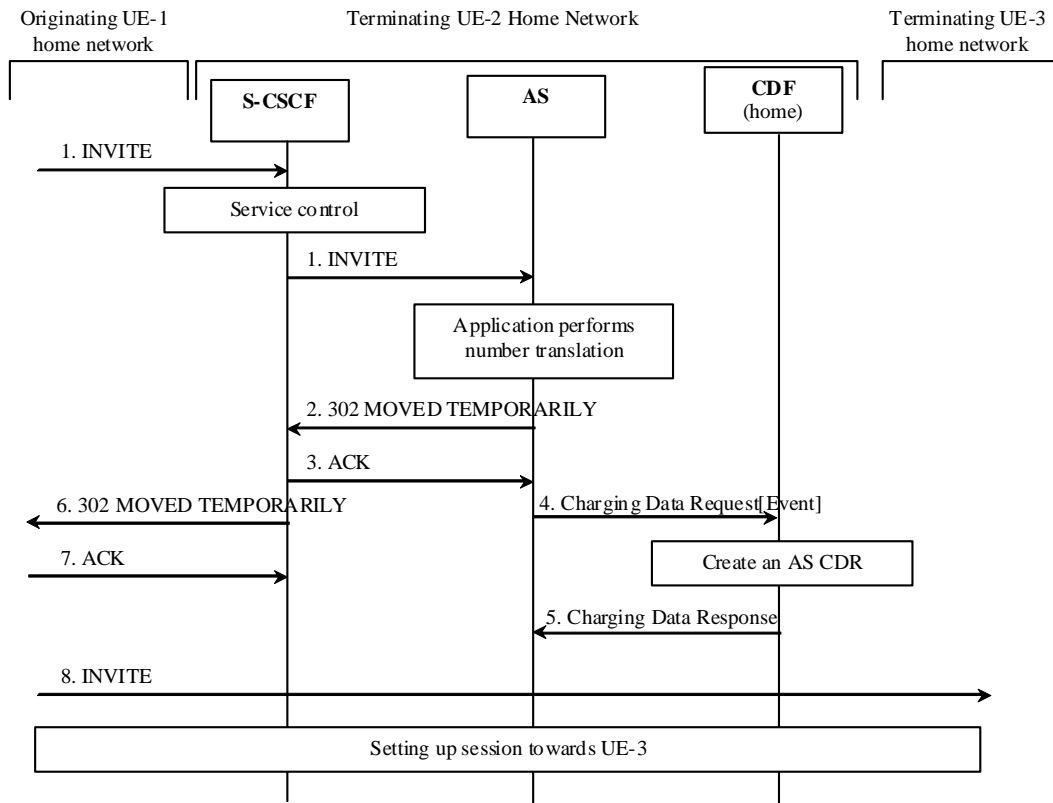 Originating UE-1
home network
Terminating UE-2 Home Network
Terminating UE-3
home network
S-CSCF
AS
CDF
(home)
1. INVITE
Service control
1. INVITE
Application performs
number translation
2. 302 MOVED TEMPORARILY
3. ACK
6. 302 MOVED TEMPORARILY
4. Charging Data Request[Event]
7. ACK
Create an AS CDR
5. Charging Data Response
8. INVITE
Setting up session towards UE-3